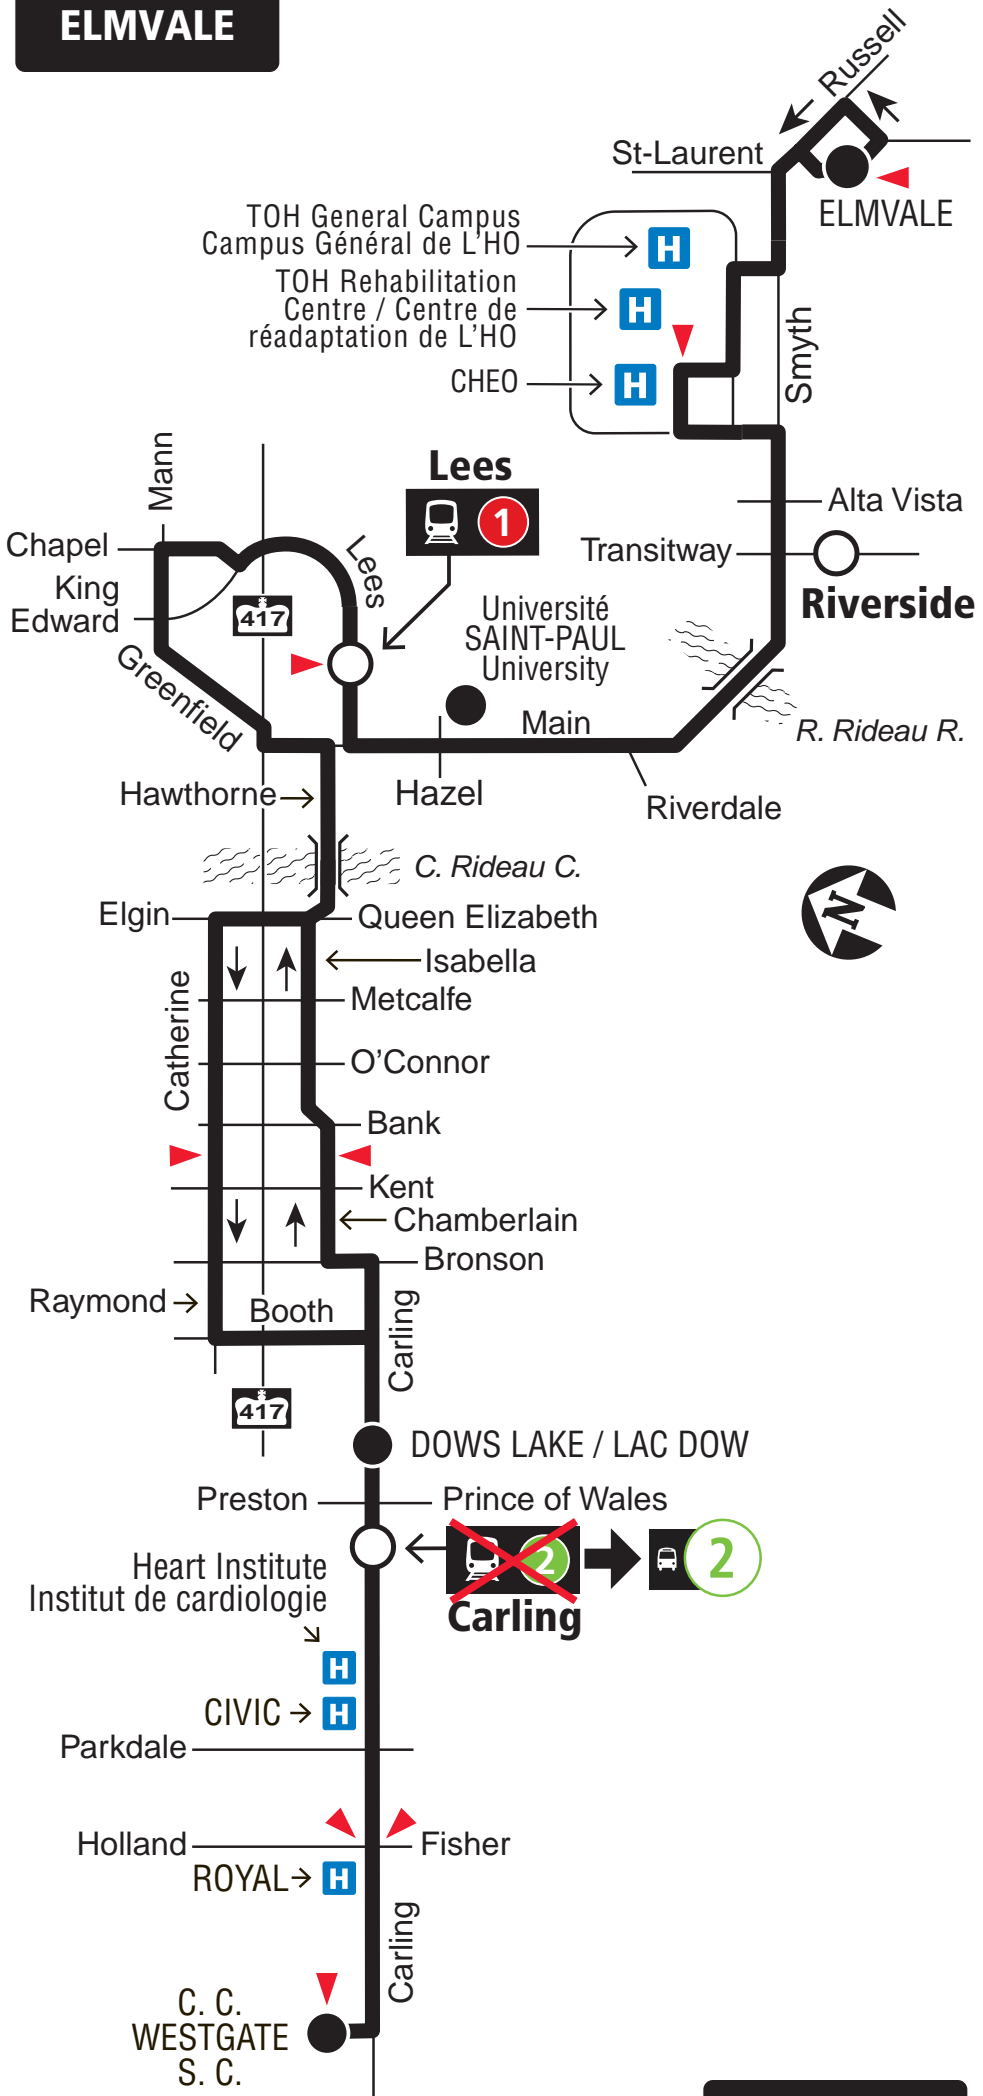 ELMVALE
Russell
St-Laurent
ELMVALE
TOH General Campus
Campus Général de L'HO
H
TOH Rehabilitation
Centre / Centre de
réadaptation de L'HO
H
CHEO
H
Smyth
Mann
Lees
1
Alta Vista
Chapel
Lees
Transitway
King
Edward
417
Université
SAINT-PAUL
University
Riverside
Greenfield
Main
R. Rideau R.
Hawthorne
Hazel
Riverdale
C. Rideau C.
N
Elgin
Queen Elizabeth
Isabella
Catherine
Metcalfe
O'Connor
Bank
Kent
Chamberlain
Bronson
Raymond
Booth
Carling
417
DOWS LAKE / LAC DOW
Preston
Prince of Wales
2
2
Carling
Heart Institute
Institut de cardiologie
H
CIVIC
H
Parkdale
Holland
Fisher
ROYAL
H
Carling
C. C.
WESTGATE
S. C.